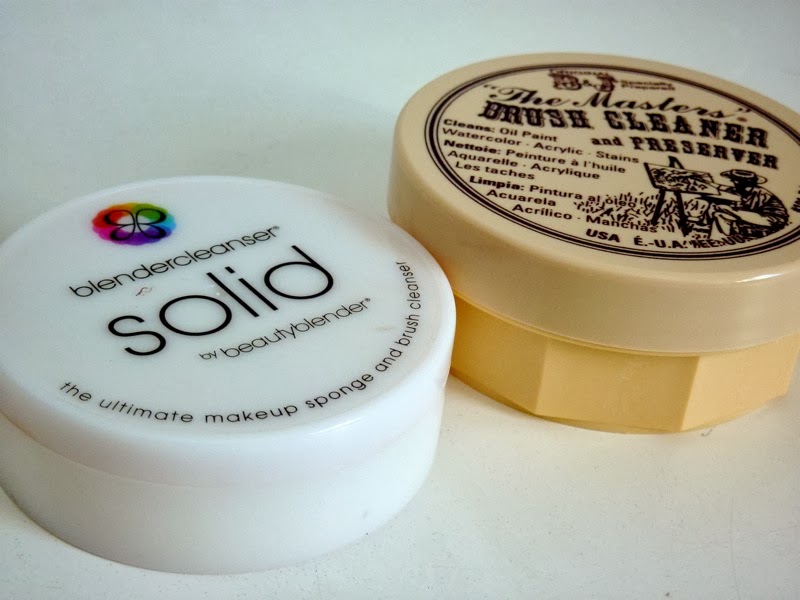 blendercleanser®
solid
by beautyblender®
the ultimate makeup sponge and brush cleanser
B&J
"The Masters"®
BRUSH CLEANER
and PRESERVER
Cleans: Oil Paint
Watercolor · Acrylic · Stains
Nettoie: Peinture à l'huile
Aquarelle · Acrylique
Les taches
Limpia: Pintura al óleo
Acuarela
Acrílico · Manchas
USA É.-U.A.